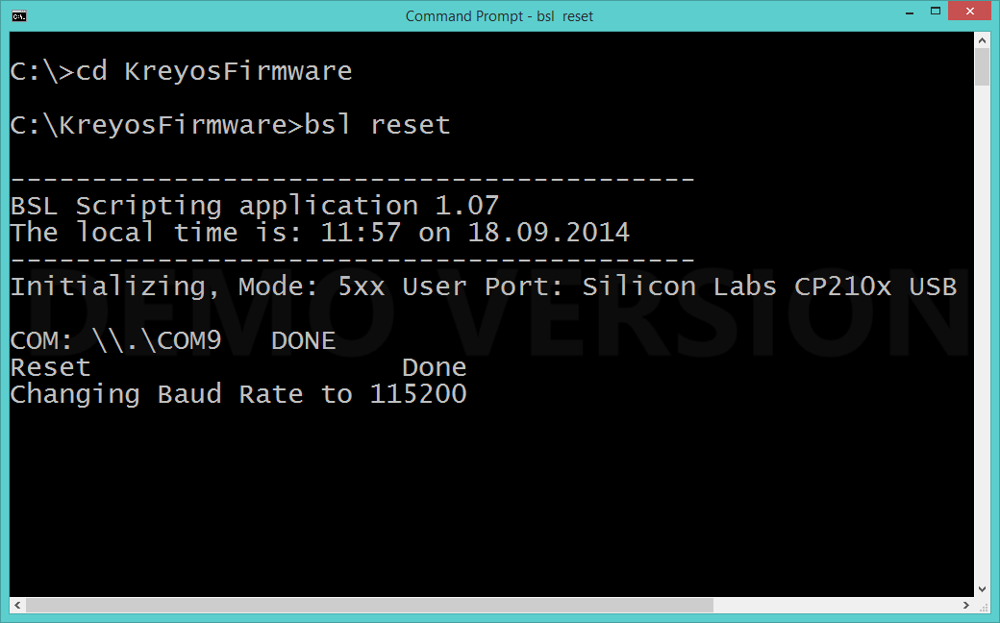 Command Prompt - bsl  reset
C:\>cd KreyosFirmware
C:\KreyosFirmware>bsl reset
------------------------------------------
BSL Scripting application 1.07
The local time is: 11:57 on 18.09.2014
------------------------------------------
Initializing, Mode: 5xx User Port: Silicon Labs CP210x USB
DEMO VERSION
COM: \\.\COM9   DONE
Reset                   Done
Changing Baud Rate to 115200